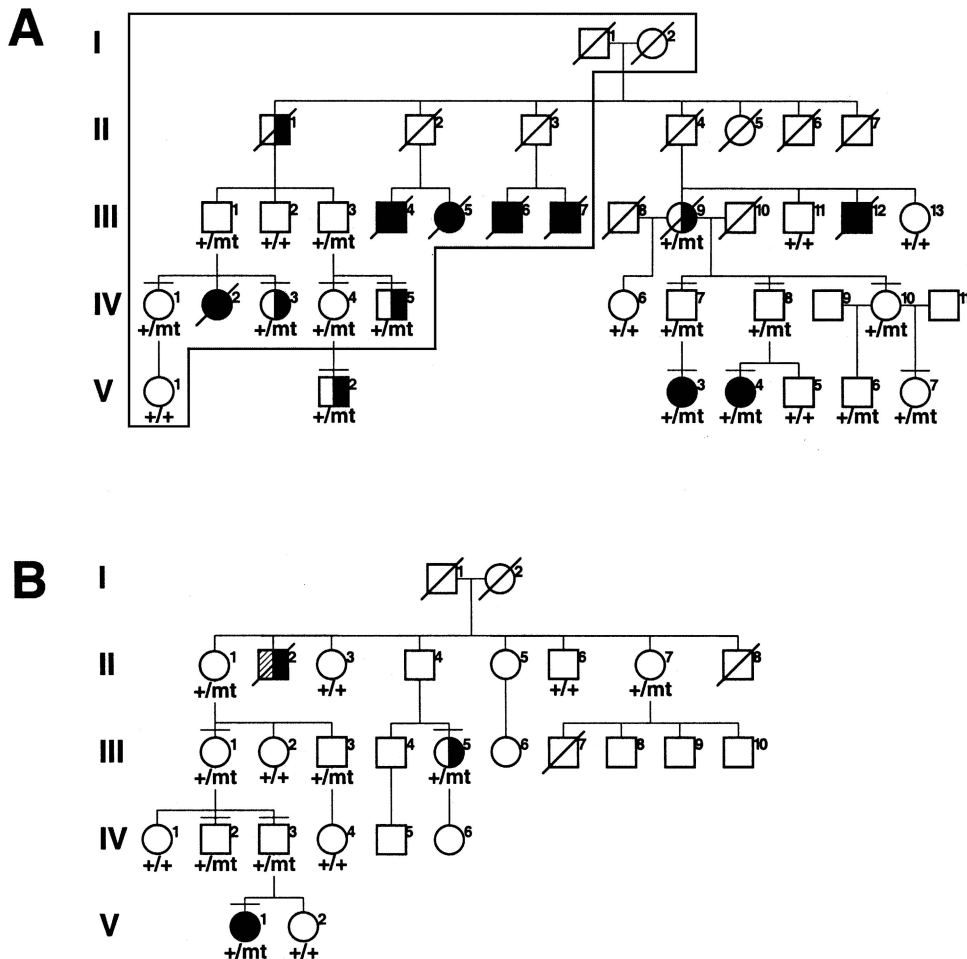 A
I
1 2
II
1 2 3 4 5 6 7
III
1 2 3 4 5 6 7 8 9 10 11 12 13
+/mt +/+ +/mt +/mt +/+ +/+
IV
1 2 3 4 5 6 7 8 9 10 11
+/mt +/mt +/mt +/mt +/mt +/+ +/mt +/mt +/mt
V
1 2 3 4 5 6 7
+/+ +/mt +/mt +/mt +/+ +/mt +/mt
B
I
1 2
II
1 2 3 4 5 6 7 8
+/mt +/+ +/+ +/mt
III
1 2 3 4 5 6 7 8 9 10
+/mt +/+ +/mt +/mt
IV
1 2 3 4 5 6
+/+ +/mt +/mt +/+
V
1 2
+/mt +/+